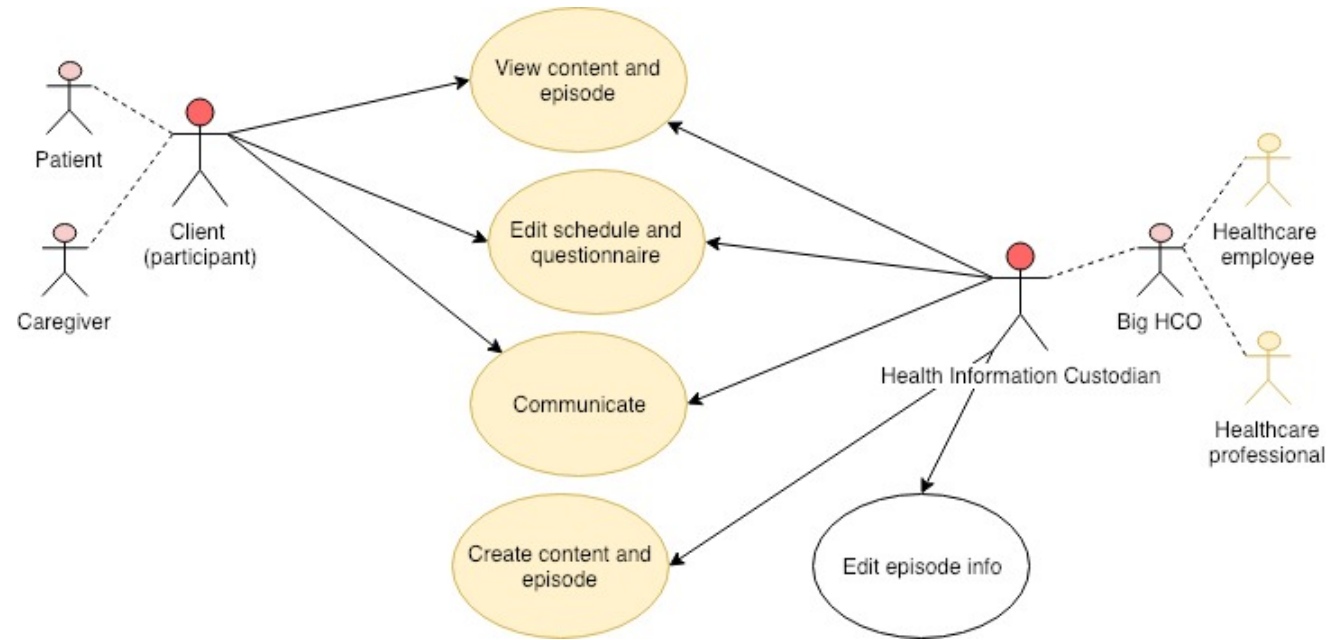 View content and
episode
Patient
Client
(participant)
Caregiver
Edit schedule and
questionnaire
Healthcare
employee
Big HCO
Health Information Custodian
Communicate
Healthcare
professional
Create content and
episode
Edit episode info